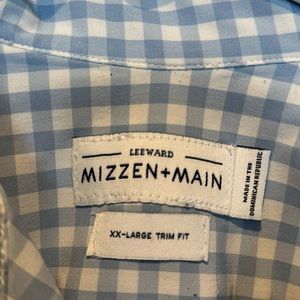 LEEWARD
MIZZEN+MAIN
MADE IN THE
DOMINICAN REPUBLIC
XX-LARGE TRIM FIT